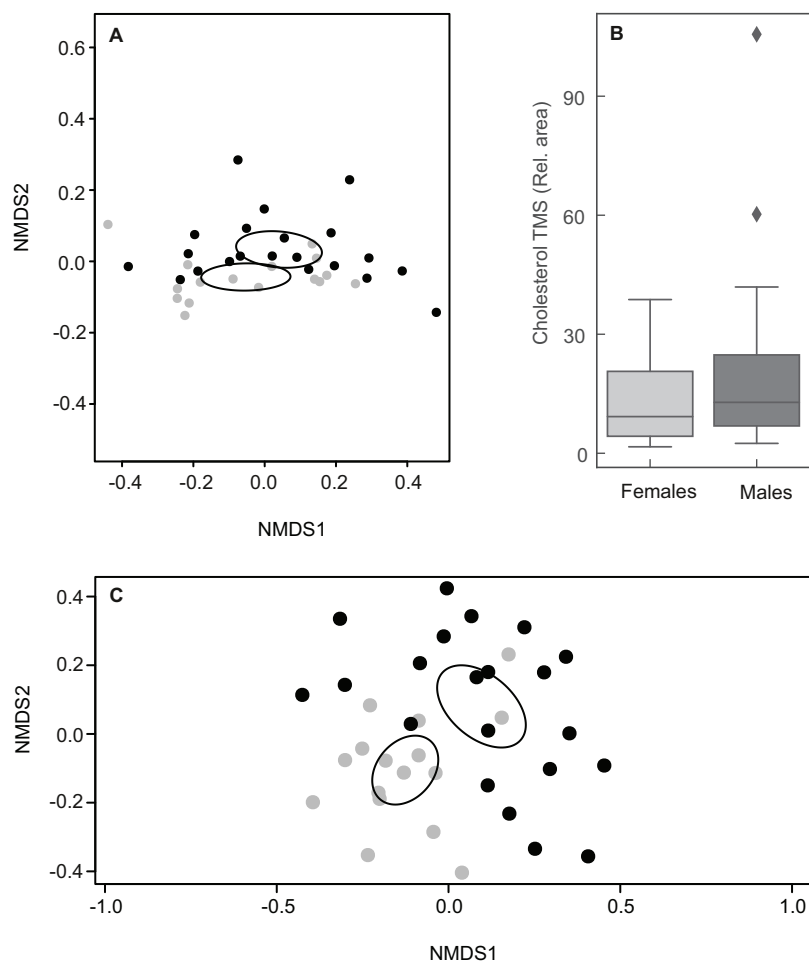 A
0.6
0.4
0.2
0.0
-0.2
-0.4
NMDS2
-0.4 -0.2 0.0 0.2 0.4
NMDS1
B
90
60
30
0
Cholesterol TMS (Rel. area)
Females Males
C
0.4
0.2
0.0
-0.2
-0.4
NMDS2
-1.0 -0.5 0.0 0.5 1.0
NMDS1